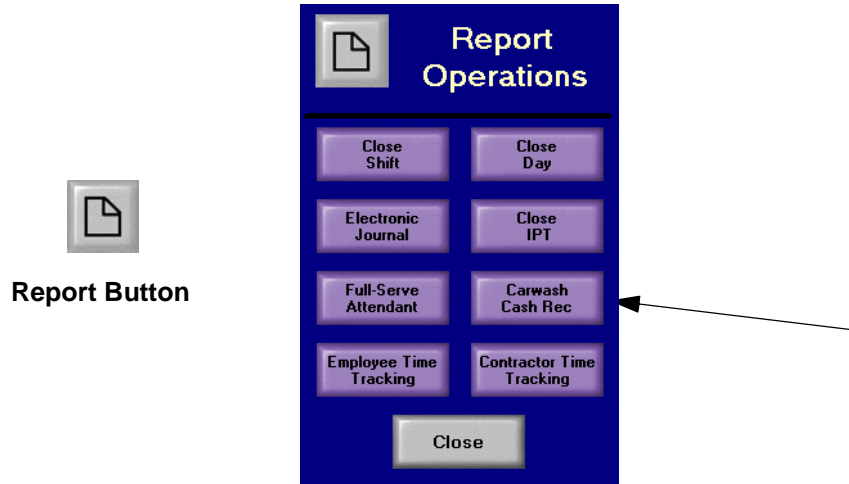 Report
Operations
Close
Shift
Close
Day
Electronic
Journal
Close
IPT
Report Button
Full-Serve
Attendant
Carwash
Cash Rec
Employee Time
Tracking
Contractor Time
Tracking
Close